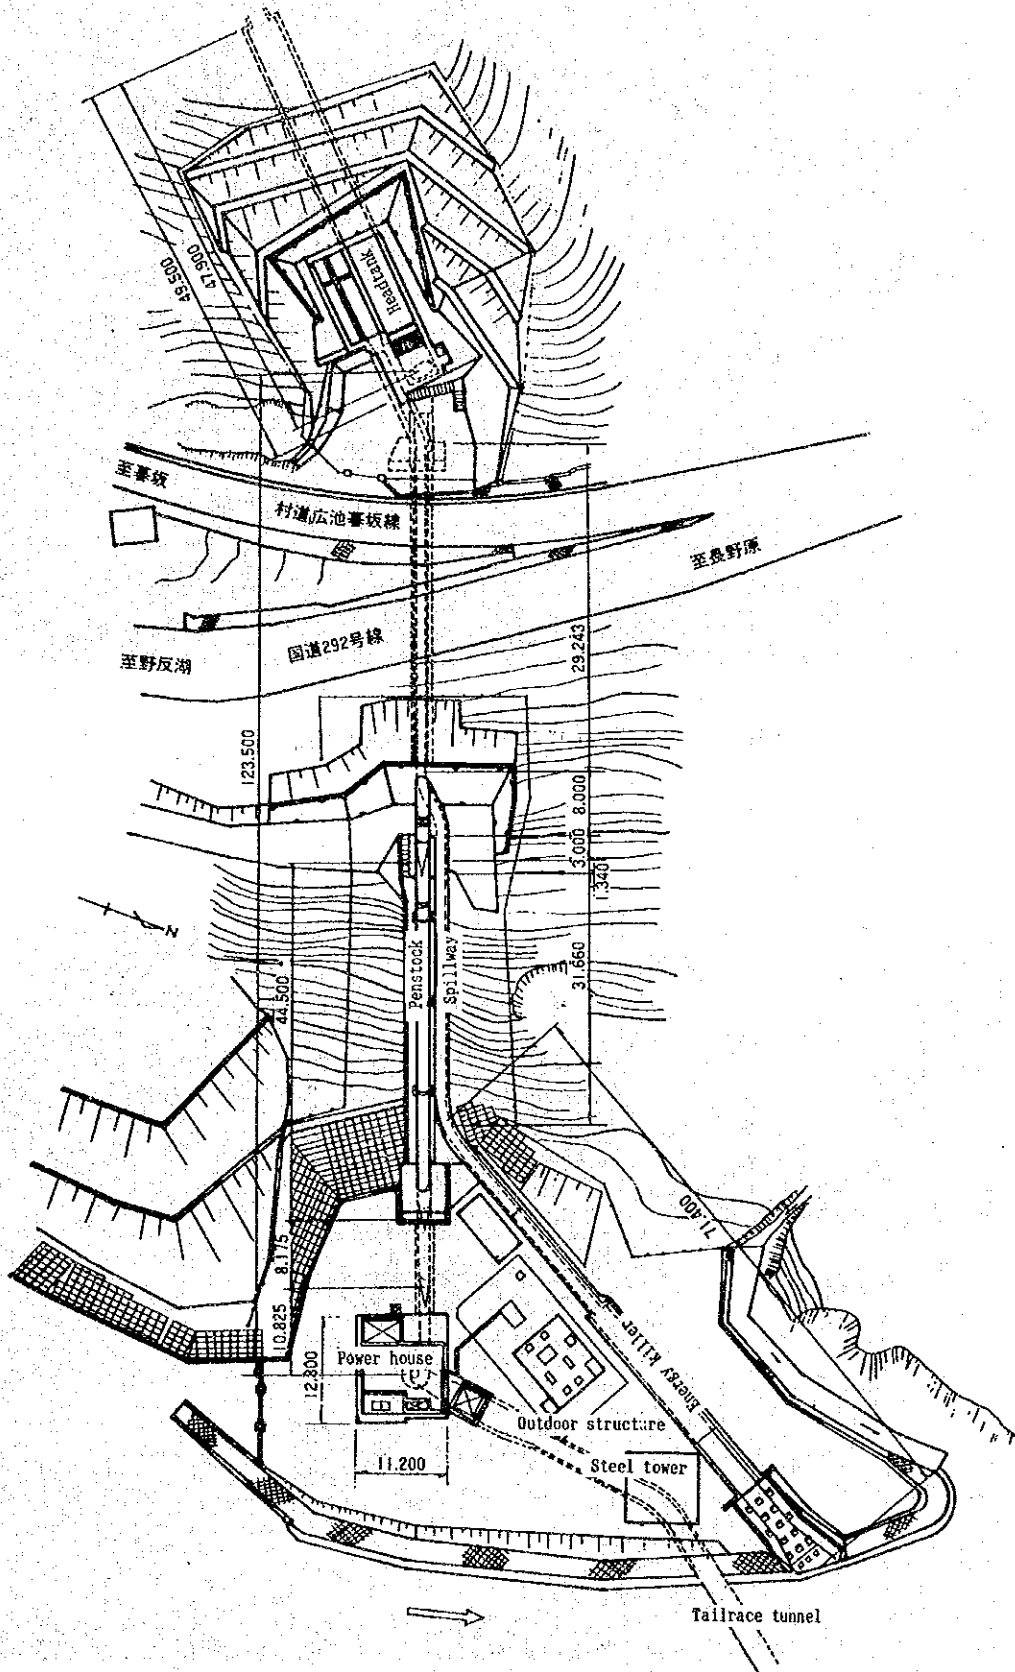 47.900
49.500
Headtank
至暮坂
村道広池暮坂線
至長野原
国道292号線
至野反湖
29.243
123.500
8.000
3.000
1.340
N
Penstock
Spillway
31.660
44.500
71.400
8.175
10.825
Power house
12.800
Energy killer
Outdoor structure
Steel tower
11.200
Tailrace tunnel